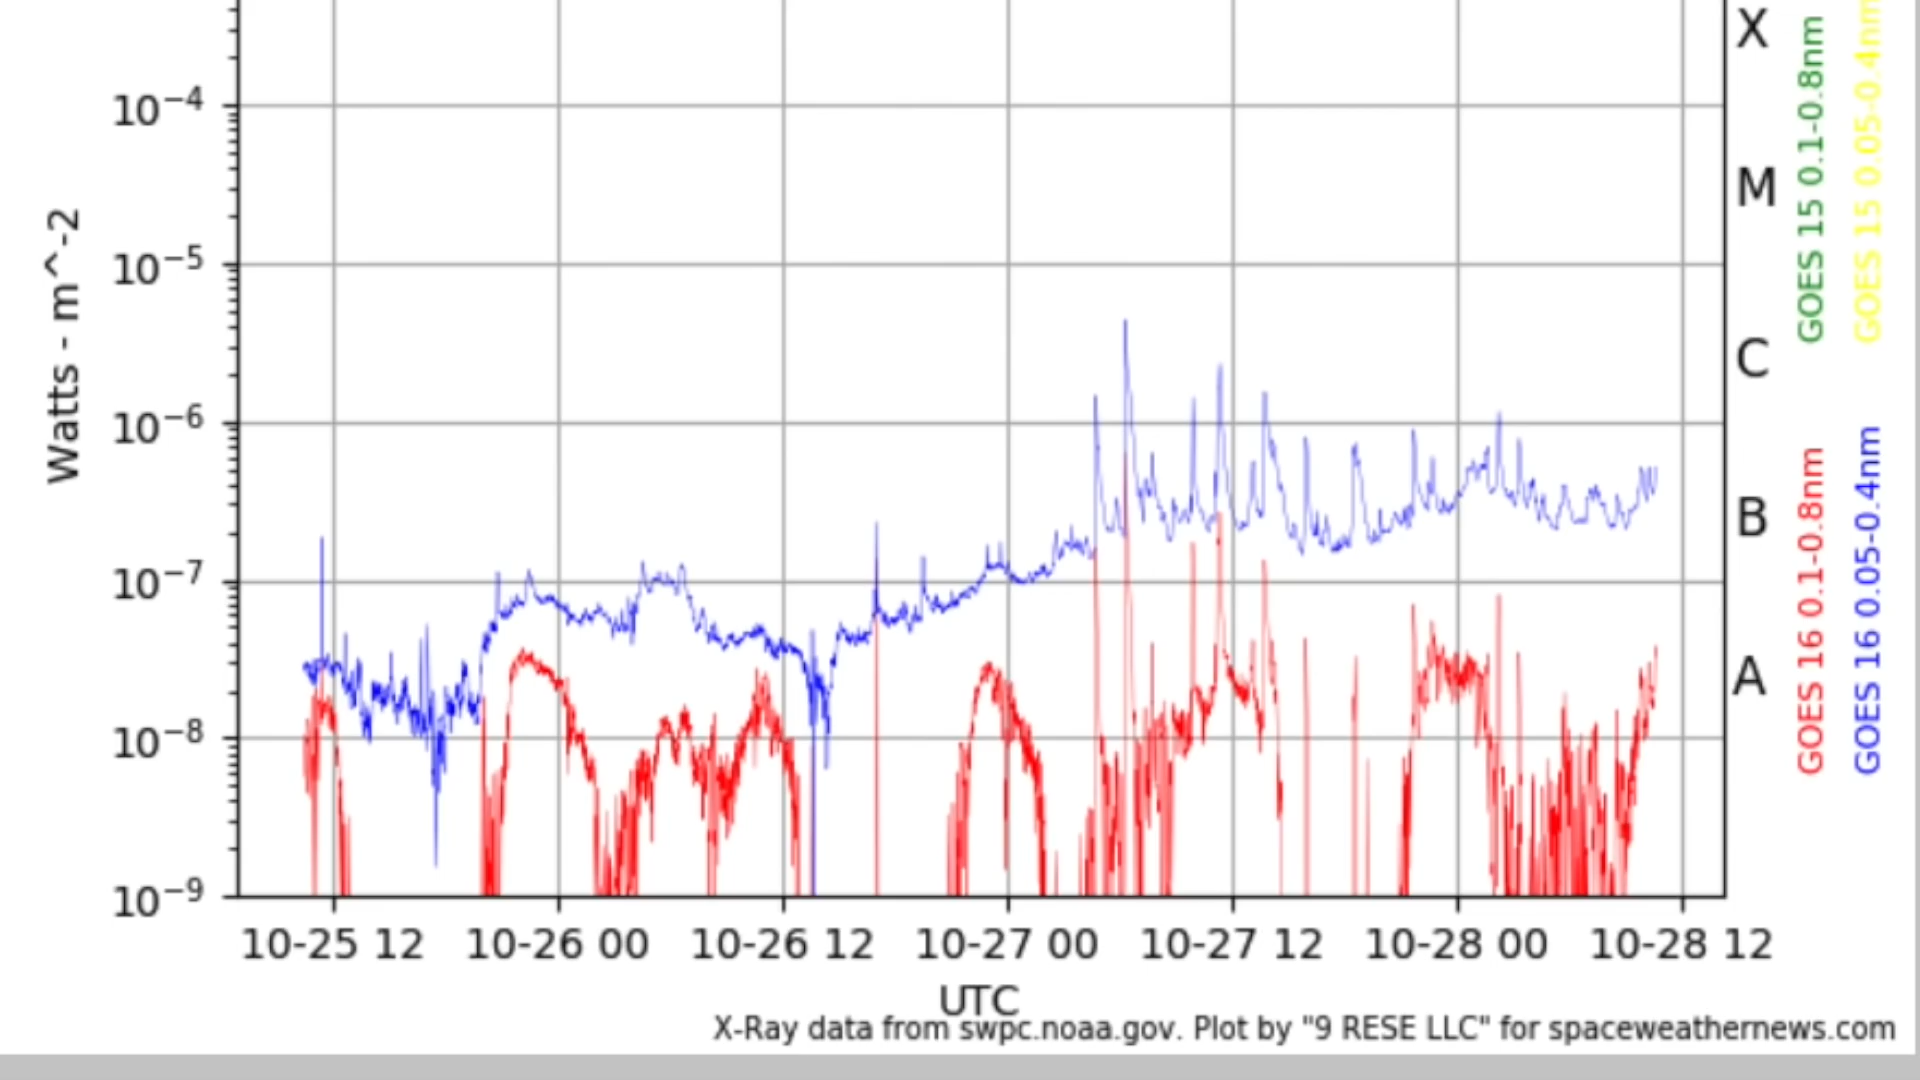 Watts - m^-2
10−4
10−5
10−6
10−7
10−8
10−9
10-25 12
10-26 00
10-26 12
10-27 00
10-27 12
10-28 00
10-28 12
UTC
X
M
C
B
A
GOES 15 0.1-0.8nm
GOES 15 0.05-0.4nm
GOES 16 0.1-0.8nm
GOES 16 0.05-0.4nm
X-Ray data from swpc.noaa.gov. Plot by "9 RESE LLC" for spaceweathernews.com